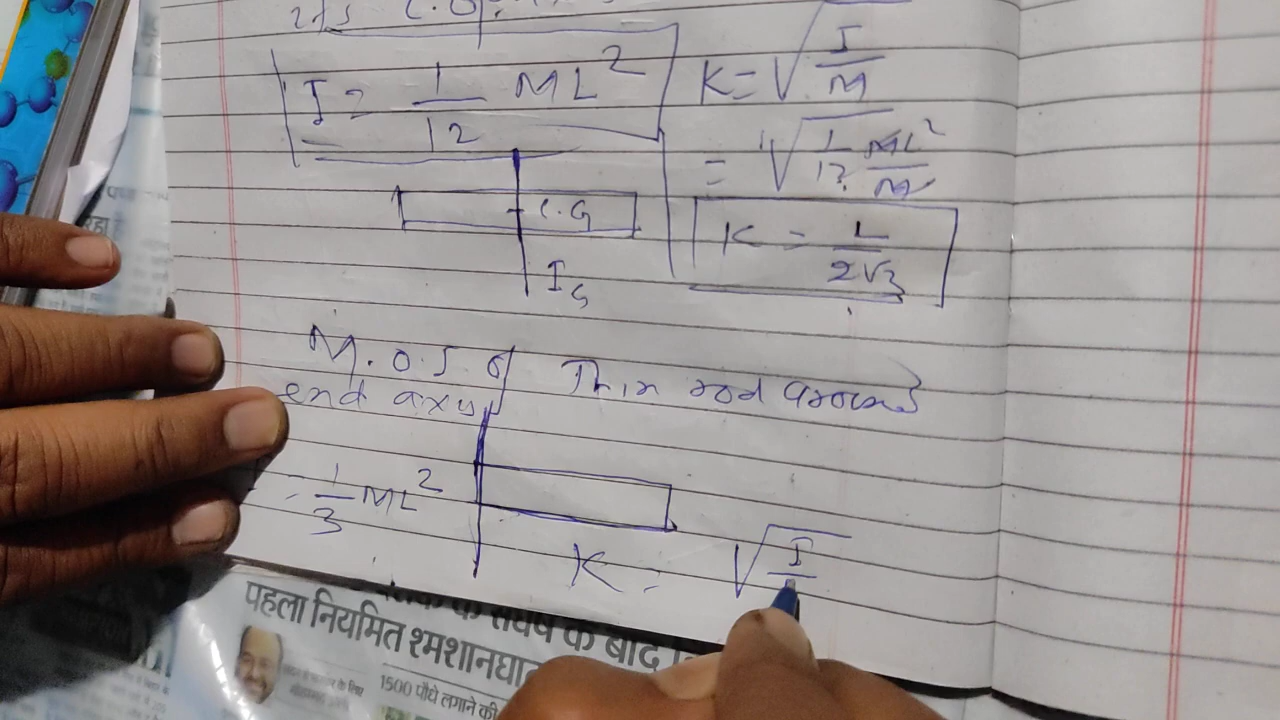 I = 1/12 ML²
K = √(I/M)
= √(1/12 ML²/M)
C.G
K = L/2√3
I_G
M.O.I of Thin rod around
end axis
= 1/3 ML²
K = √(I/
पहला नियमित श्मशानघाट
1500 पौधे लगाने की